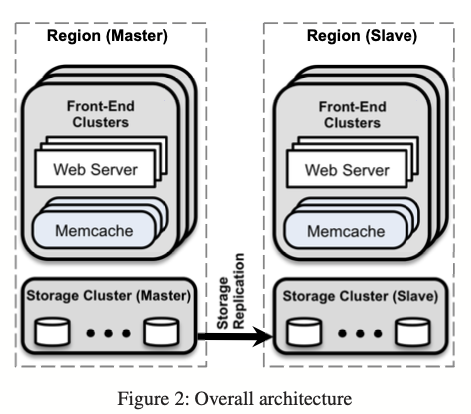 Region (Master)
Front-End
Clusters
Web Server
Memcache
Storage Cluster (Master)
Storage
Replication
Region (Slave)
Front-End
Clusters
Web Server
Memcache
Storage Cluster (Slave)
Figure 2: Overall architecture